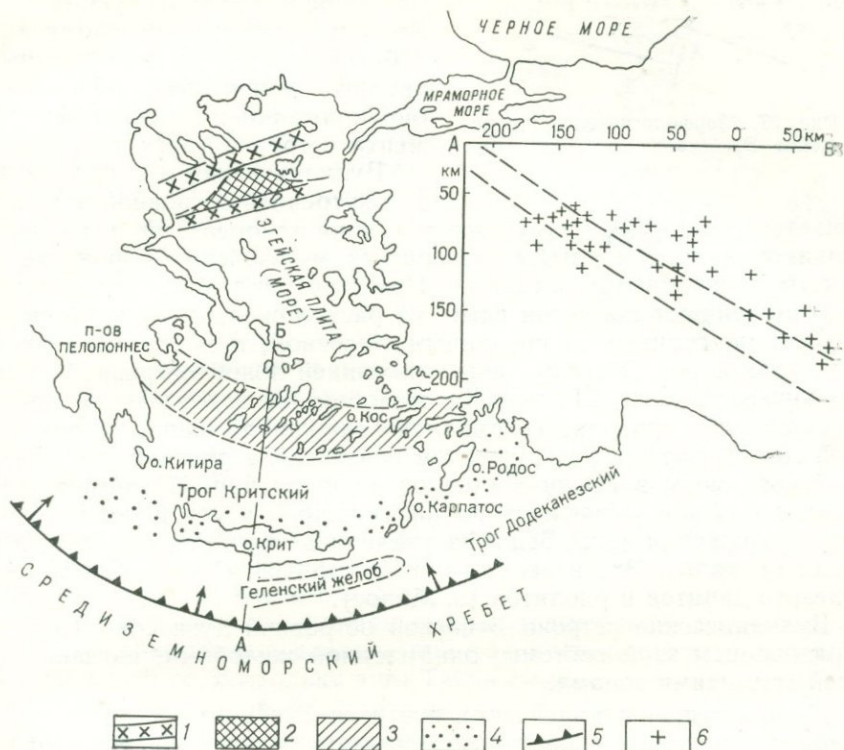 ЧЕРНОЕ МОРЕ
МРАМОРНОЕ
МОРЕ
А 200 150 100 50 0 50 км В
км
50
100
150
200
ЭГЕЙСКАЯ ПЛИТА
(МОРЕ)
Б
П-ОВ
ПЕЛОПОННЕС
о.Кос
о.Китира
о.Родос
Трог Критский
о.Карпатос
Трог Додеканезский
о.Крит
Геленский желоб
А
СРЕДИЗЕМНОМОРСКИЙ ХРЕБЕТ
1 2 3 4 5 6